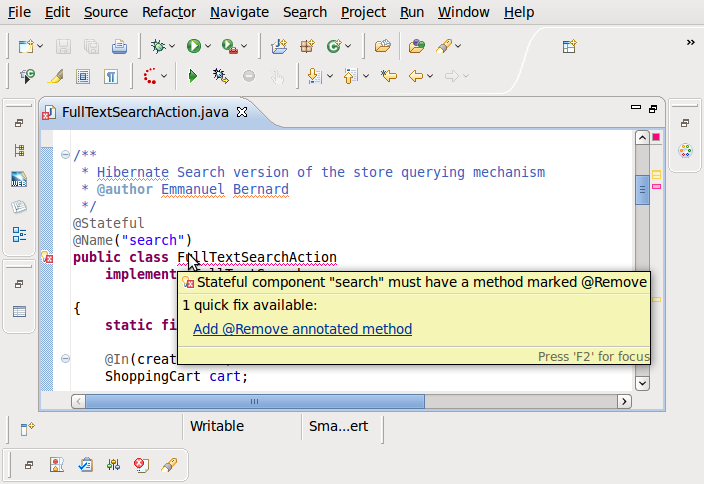 File Edit Source Refactor Navigate Search Project Run Window Help
FullTextSearchAction.java
/**
* Hibernate Search version of the store querying mechanism
* @author Emmanuel Bernard
*/
@Stateful
@Name("search")
public class FullTextSearchAction
implement
Stateful component "search" must have a method marked @Remove
1 quick fix available:
{
static fi
Add @Remove annotated method
@In(creat
Press 'F2' for focus
ShoppingCart cart;
Writable
Sma...ert